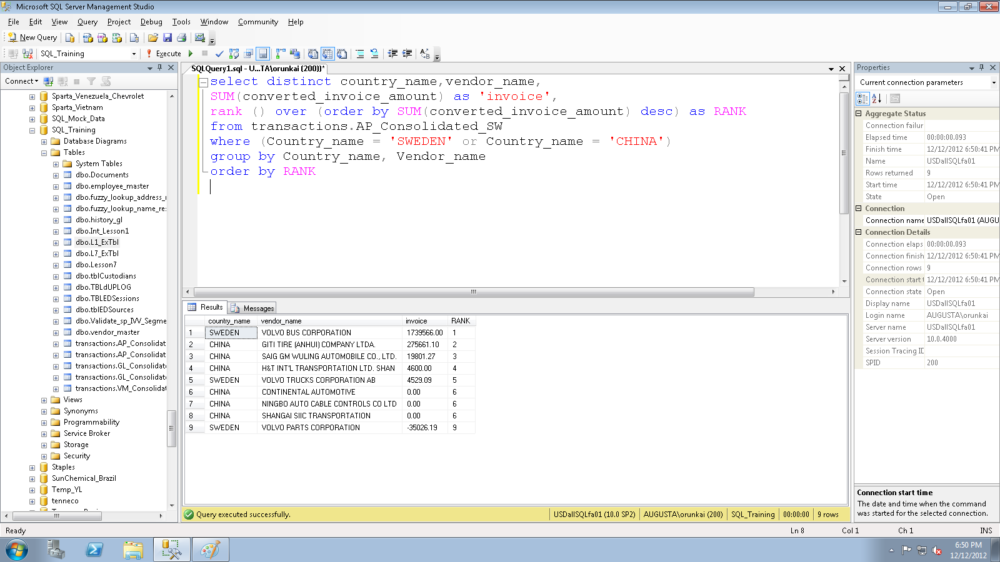 Microsoft SQL Server Management Studio
File Edit View Query Project Debug Tools Window Community Help
New Query
SQL_Training Execute
Object Explorer
Connect
Sparta_Venezuela_Chevrolet
Sparta_Vietnam
SQL_Mock_Data
SQL_Training
Database Diagrams
Tables
System Tables
dbo.Documents
dbo.employee_master
dbo.fuzzy_lookup_address_
dbo.fuzzy_lookup_name_re
dbo.history_gl
dbo.Int_Lesson1
dbo.L1_ExTbl
dbo.L7_ExTbl
dbo.Lesson7
dbo.tblCustodians
dbo.TBLdUPLOG
dbo.TBLEDSessions
dbo.tblEDSources
dbo.Validate_sp_IVV_Segme
dbo.vendor_master
transactions.AP_Consolidat
transactions.AP_Consolidat
transactions.GL_Consolidat
transactions.GL_Consolidat
transactions.VM_Consolidat
Views
Synonyms
Programmability
Service Broker
Storage
Security
Staples
SunChemical_Brazil
Temp_YL
tenneco
SQLQuery1.sql - U...TA\orunkai (200))*
select distinct country_name,vendor_name,
SUM(converted_invoice_amount) as 'invoice',
rank () over (order by SUM(converted_invoice_amount) desc) as RANK
from transactions.AP_Consolidated_SW
where (Country_name = 'SWEDEN' or Country_name = 'CHINA')
group by Country_name, Vendor_name
order by RANK
Results Messages
country_name vendor_name invoice RANK
1 SWEDEN VOLVO BUS CORPORATION 1739566.00 1
2 CHINA GITI TIRE (ANHUI) COMPANY LTDA. 275661.10 2
3 CHINA SAIG GM WULING AUTOMOBILE CO., LTD. 19801.27 3
4 CHINA H&T INT'L TRANSPORTATION LTD. SHAN 4600.00 4
5 SWEDEN VOLVO TRUCKS CORPORATION AB 4529.09 5
6 CHINA CONTINENTAL AUTOMOTIVE 0.00 6
7 CHINA NINGBO AUTO CABLE CONTROLS CO LTD 0.00 6
8 CHINA SHANGAI SIIC TRANSPORTATION 0.00 6
9 SWEDEN VOLVO PARTS CORPORATION -35026.19 9
Query executed successfully. USDallSQLfa01 (10.0 SP2) AUGUSTA\orunkai (200) SQL_Training 00:00:00 9 rows
Properties
Current connection parameters
Aggregate Status
Connection failur
Elapsed time 00:00:00.093
Finish time 12/12/2012 6:50:41 PM
Name USDallSQLfa01
Rows returned 9
Start time 12/12/2012 6:50:41 PM
State Open
Connection
Connection name USDallSQLfa01 (AUGU
Connection Details
Connection elaps 00:00:00.093
Connection finish 12/12/2012 6:50:41 PM
Connection rows 9
Connection start t 12/12/2012 6:50:41 PM
Connection state Open
Display name USDallSQLfa01
Login name AUGUSTA\orunkai
Server name USDallSQLfa01
Server version 10.0.4000
Session Tracing ID
SPID 200
Connection start time
The date and time when the command
was started for the selected connection.
Ready Ln 8 Col 1 Ch 1 INS
6:50 PM
12/12/2012